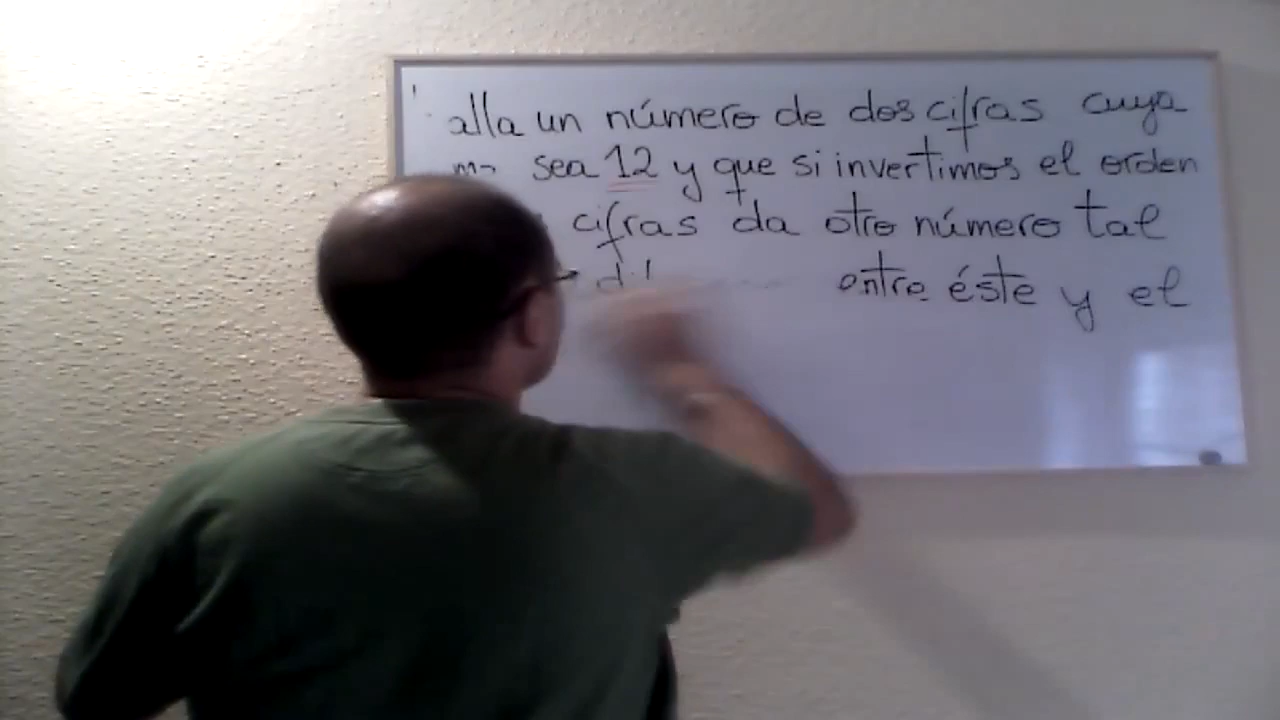 alla un número de dos cifras cuya
sea 12 y que si invertimos el orden
cifras da otro número tal
entre éste y el